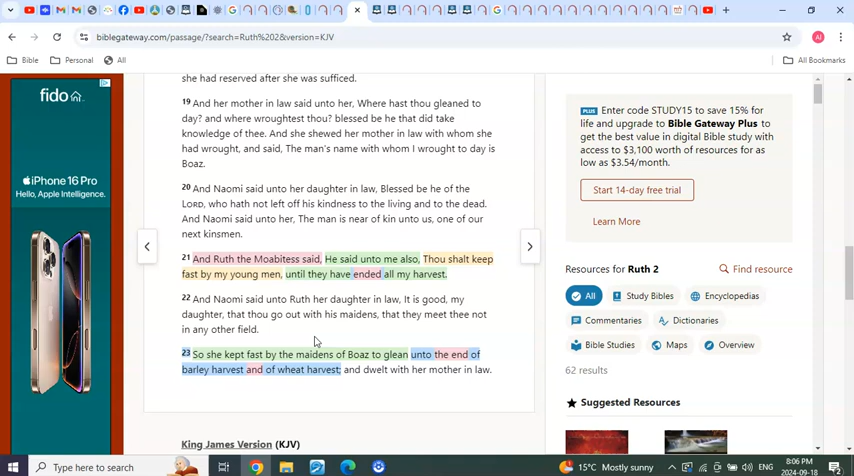 biblegateway.com/passage/?search=Ruth%202&version=KJV
Bible
Personal
All
All Bookmarks
fido
iPhone 16 Pro
Hello, Apple Intelligence.
she had reserved after she was sufficed.
19 And her mother in law said unto her, Where hast thou gleaned to
day? and where wroughtest thou? blessed be he that did take
knowledge of thee. And she shewed her mother in law with whom she
had wrought, and said, The man's name with whom I wrought to day is
Boaz.
20 And Naomi said unto her daughter in law, Blessed be he of the
LORD, who hath not left off his kindness to the living and to the dead.
And Naomi said unto her, The man is near of kin unto us, one of our
next kinsmen.
21 And Ruth the Moabitess said, He said unto me also, Thou shalt keep
fast by my young men, until they have ended all my harvest.
22 And Naomi said unto Ruth her daughter in law, It is good, my
daughter, that thou go out with his maidens, that they meet thee not
in any other field.
23 So she kept fast by the maidens of Boaz to glean unto the end of
barley harvest and of wheat harvest; and dwelt with her mother in law.
King James Version (KJV)
PLUS Enter code STUDY15 to save 15% for
life and upgrade to Bible Gateway Plus to
get the best value in digital Bible study with
access to $3,100 worth of resources for as
low as $3.54/month.
Start 14-day free trial
Learn More
Resources for Ruth 2
Find resource
All
Study Bibles
Encyclopedias
Commentaries
Dictionaries
Bible Studies
Maps
Overview
62 results
Suggested Resources
Type here to search
15°C Mostly sunny
ENG
8:06 PM
2024-09-18